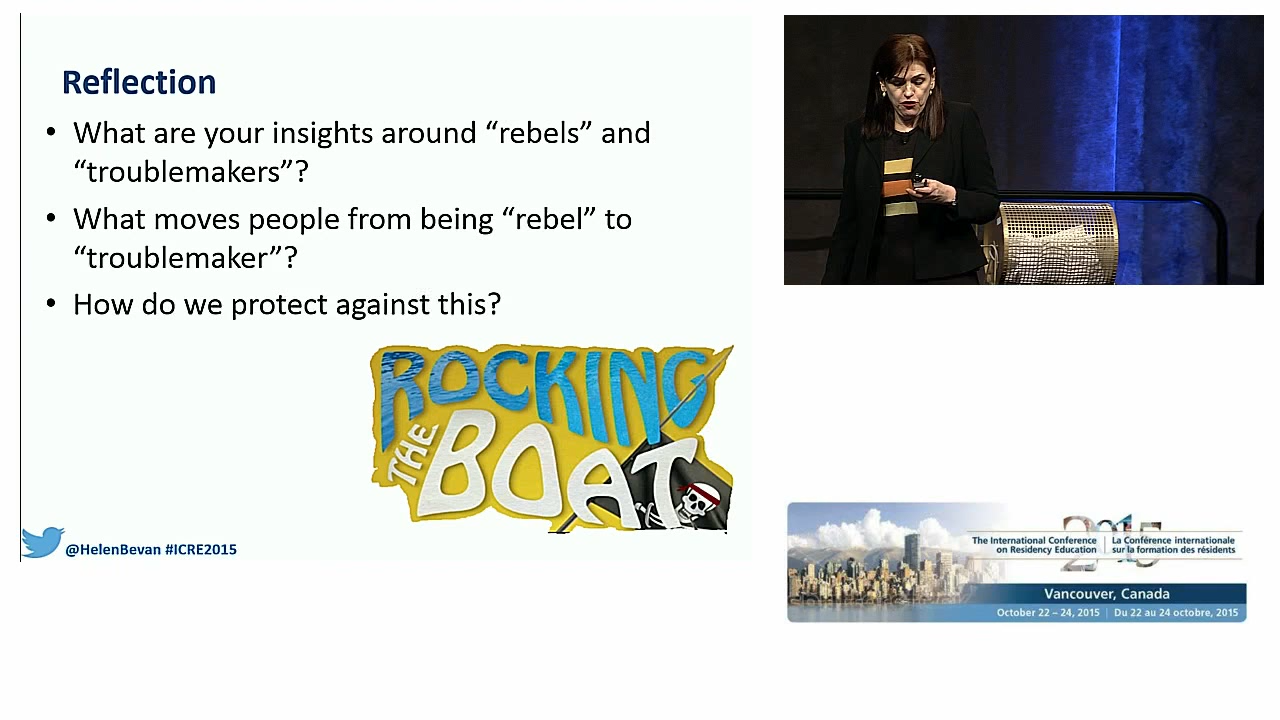 Reflection
• What are your insights around “rebels” and
“troublemakers”?
• What moves people from being “rebel” to
“troublemaker”?
• How do we protect against this?
ROCKING
THE BOAT
@HelenBevan #ICRE2015
2015
The International Conference
on Residency Education
La Conférence internationale
sur la formation des résidents
Vancouver, Canada
October 22 – 24, 2015 | Du 22 au 24 octobre, 2015